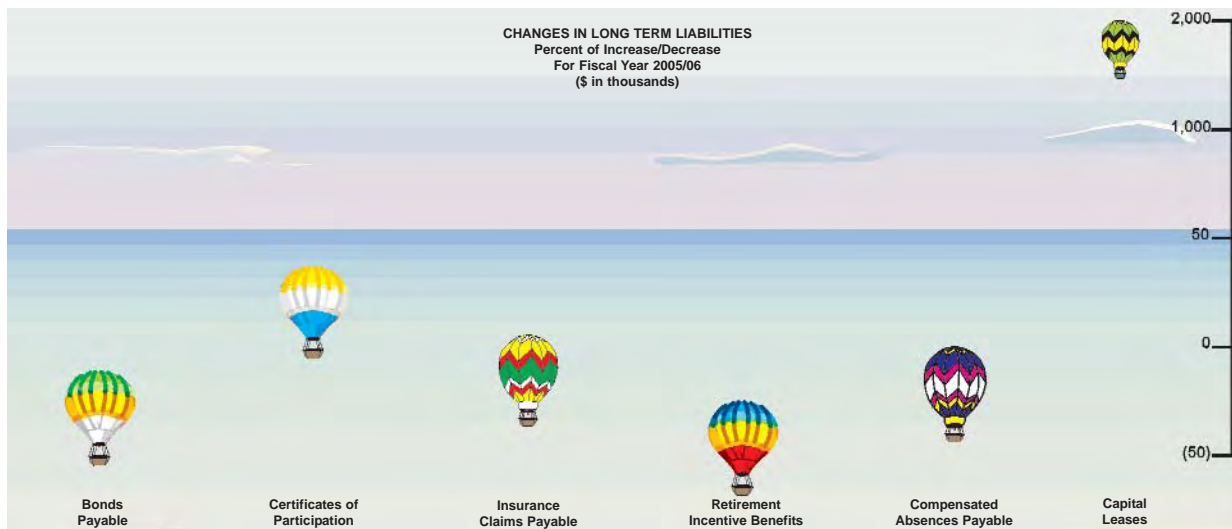 CHANGES IN LONG TERM LIABILITIES
Percent of Increase/Decrease
For Fiscal Year 2005/06
($ in thousands)
2,000
1,000
50
0
(50)
Bonds
Payable
Certificates of
Participation
Insurance
Claims Payable
Retirement
Incentive Benefits
Compensated
Absences Payable
Capital
Leases